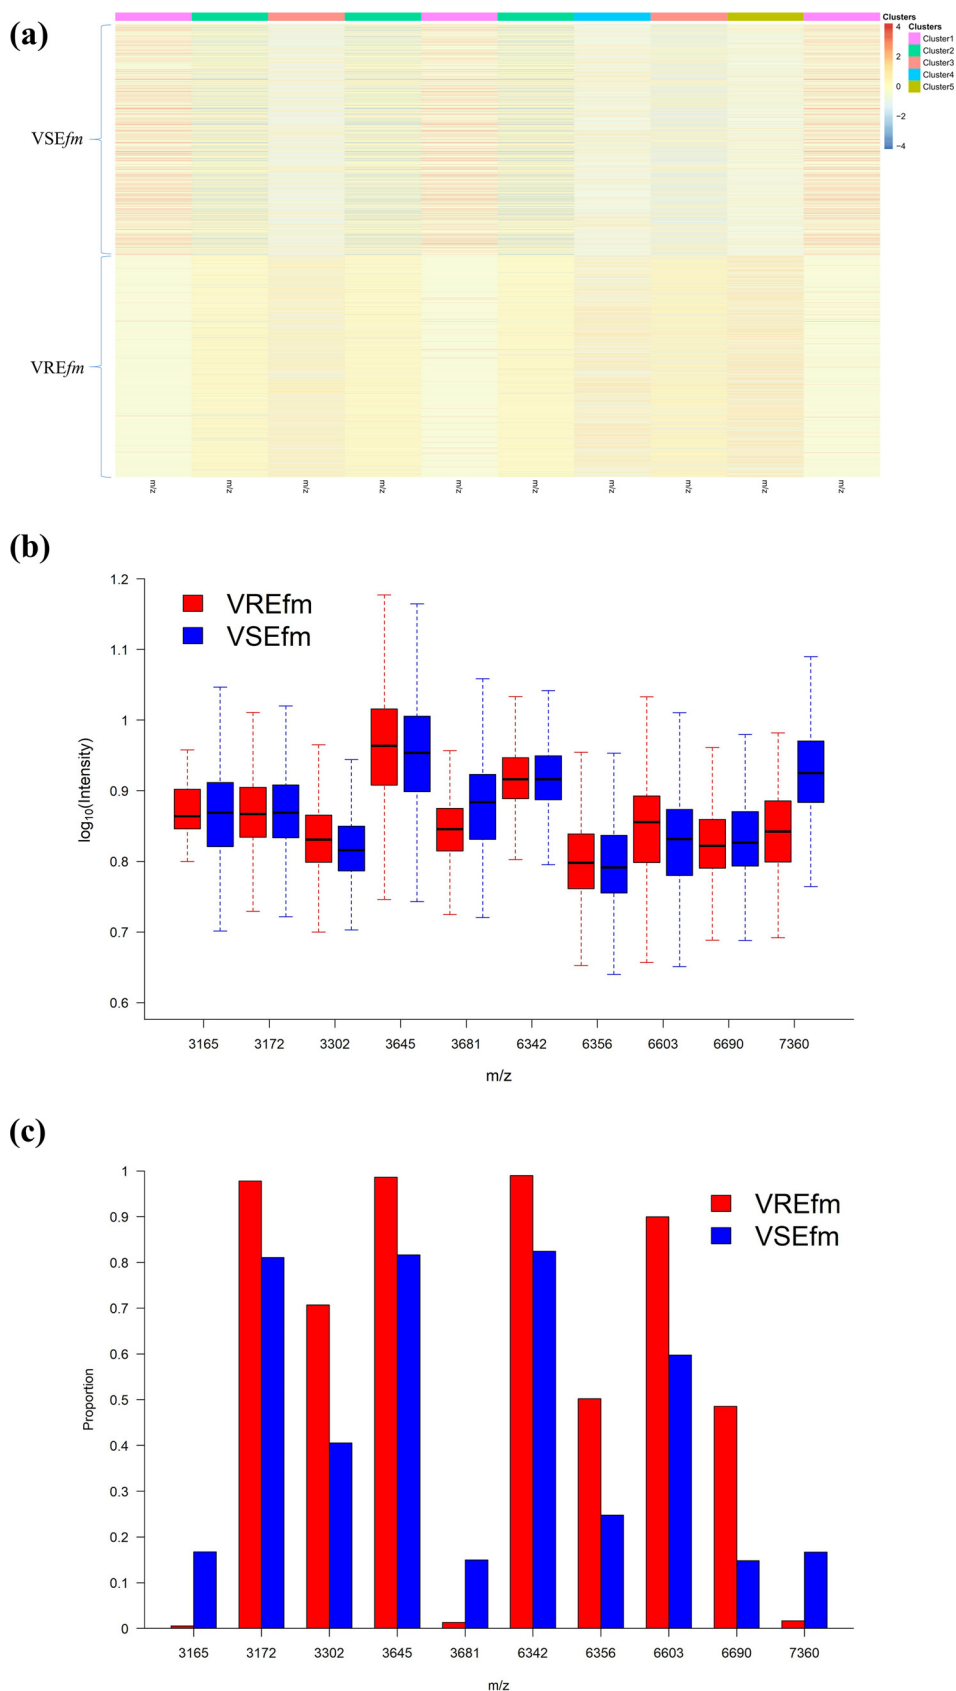 (a)
Clusters
4
2
0
−2
−4
Clusters
Cluster1
Cluster2
Cluster3
Cluster4
Cluster5
VSEfm
VREfm
m/z m/z m/z m/z m/z m/z m/z m/z m/z m/z
(b)
1.2
1.1
1
0.9
0.8
0.7
0.6
log10(Intensity)
VREfm
VSEfm
3165 3172 3302 3645 3681 6342 6356 6603 6690 7360
m/z
(c)
1
0.9
0.8
0.7
0.6
0.5
0.4
0.3
0.2
0.1
0
Proportion
VREfm
VSEfm
3165 3172 3302 3645 3681 6342 6356 6603 6690 7360
m/z